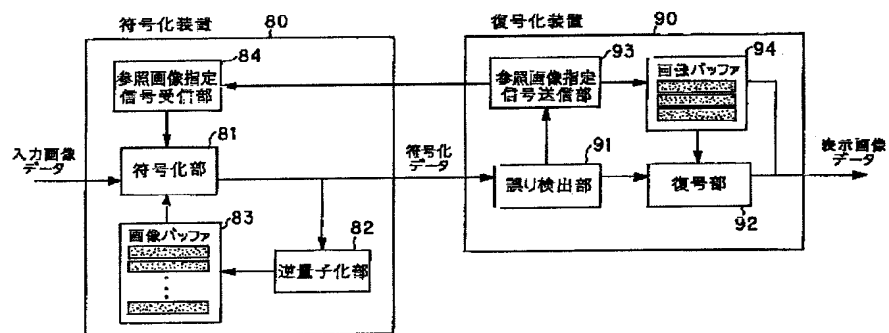 符号化装置
80
84
参照画像指定
信号受信部
81
入力画像
データ
符号化部
83
画像バッファ
82
逆量子化部
符号化
データ
復号化装置
90
93
参照画像指定
信号送信部
94
画像バッファ
91
誤り検出部
復号部
92
表示画像
データ